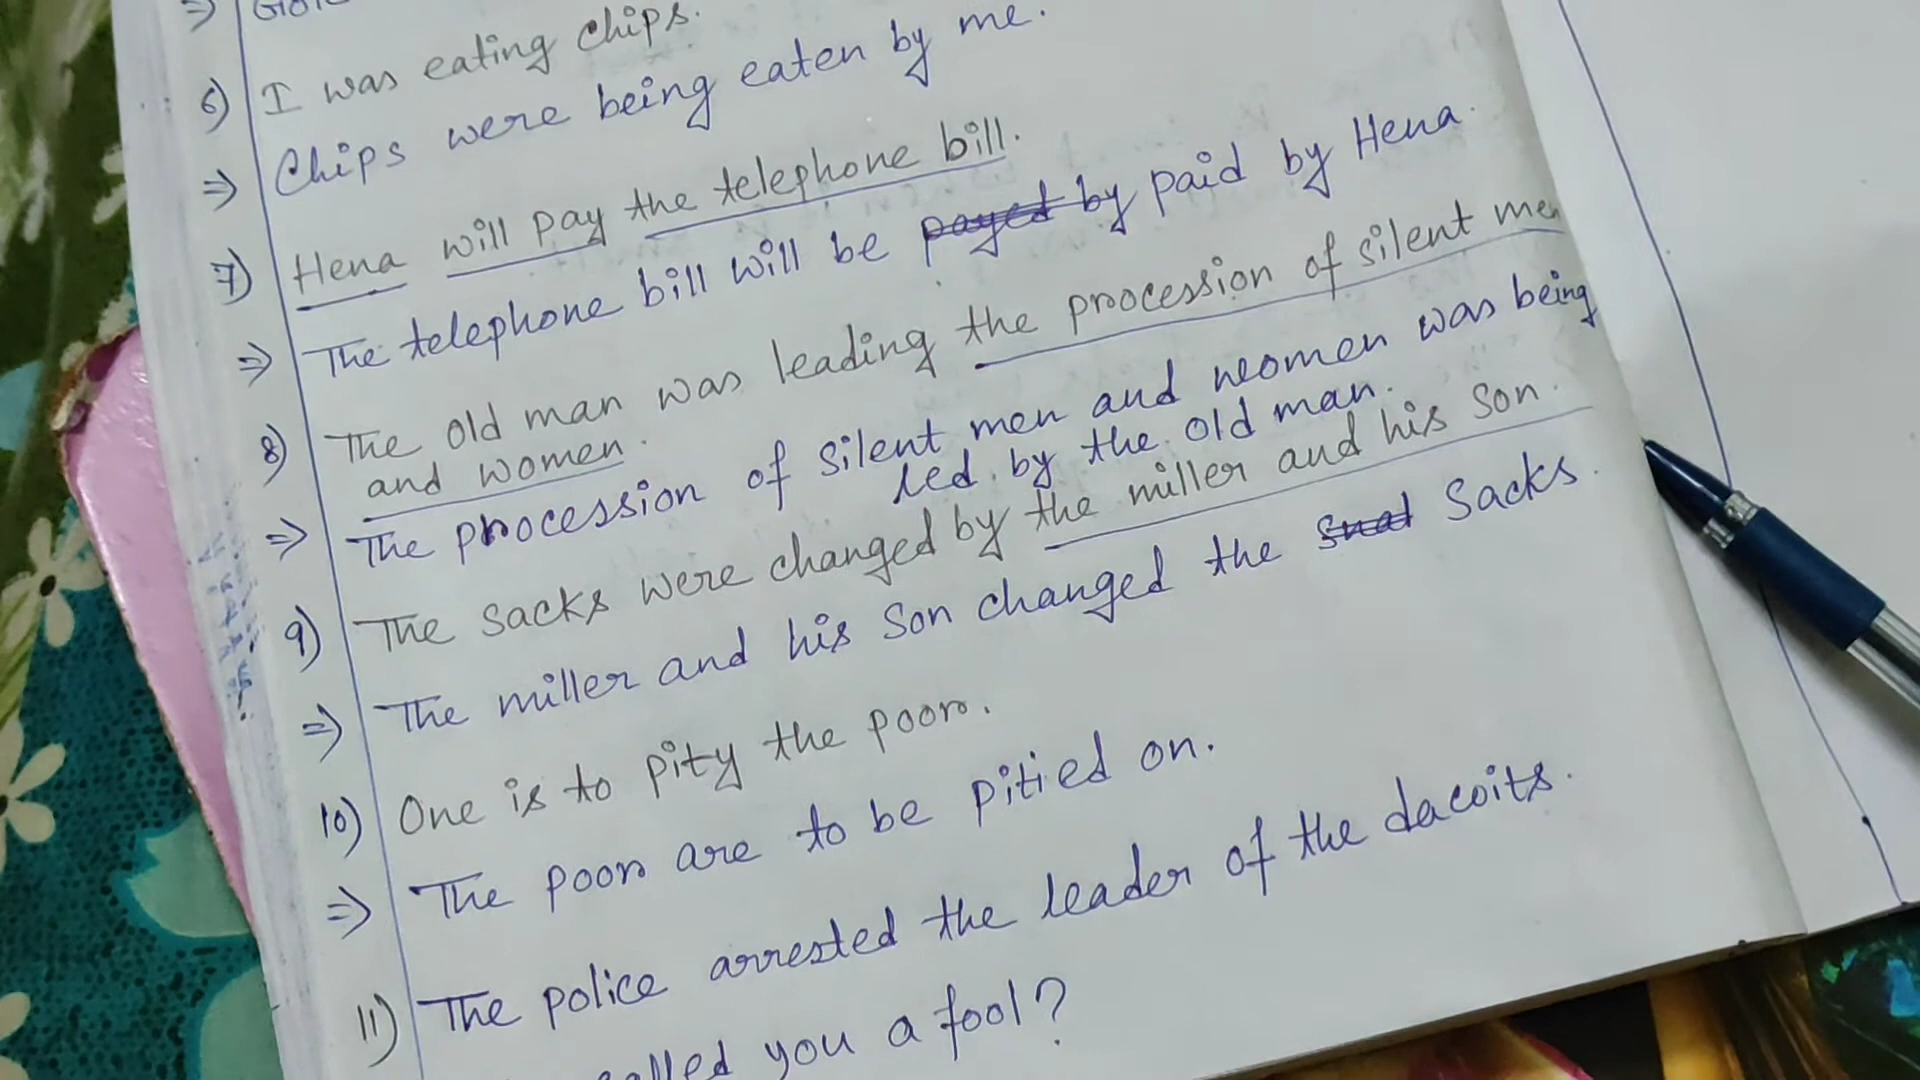 6) I was eating chips.
=> Chips were being eaten by me.
7) Hena will pay the telephone bill.
=> The telephone bill will be payed by paid by Hena.
8) The old man was leading the procession of silent men
and women.
=> The procession of silent men and women was being
led by the old man.
9) The sacks were changed by the miller and his son.
=> The miller and his son changed the Sacks.
10) One is to pity the poor.
=> The poor are to be pitied on.
11) The police arrested the leader of the dacoits.
called you a fool?